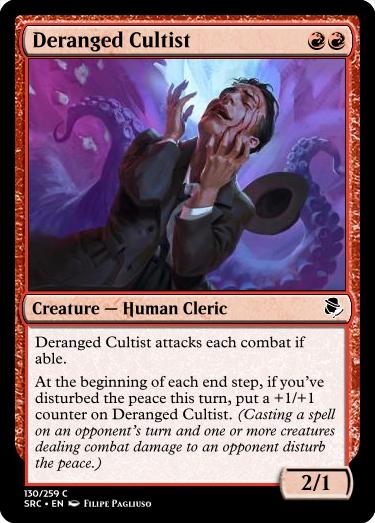 Deranged Cultist
Creature — Human Cleric
Deranged Cultist attacks each combat if
able.
At the beginning of each end step, if you've
disturbed the peace this turn, put a +1/+1
counter on Deranged Cultist. (Casting a spell
on an opponent's turn and one or more creatures
dealing combat damage to an opponent disturb
the peace.)
2/1
130/259 C
SRC • EN Filipe Pagliuso